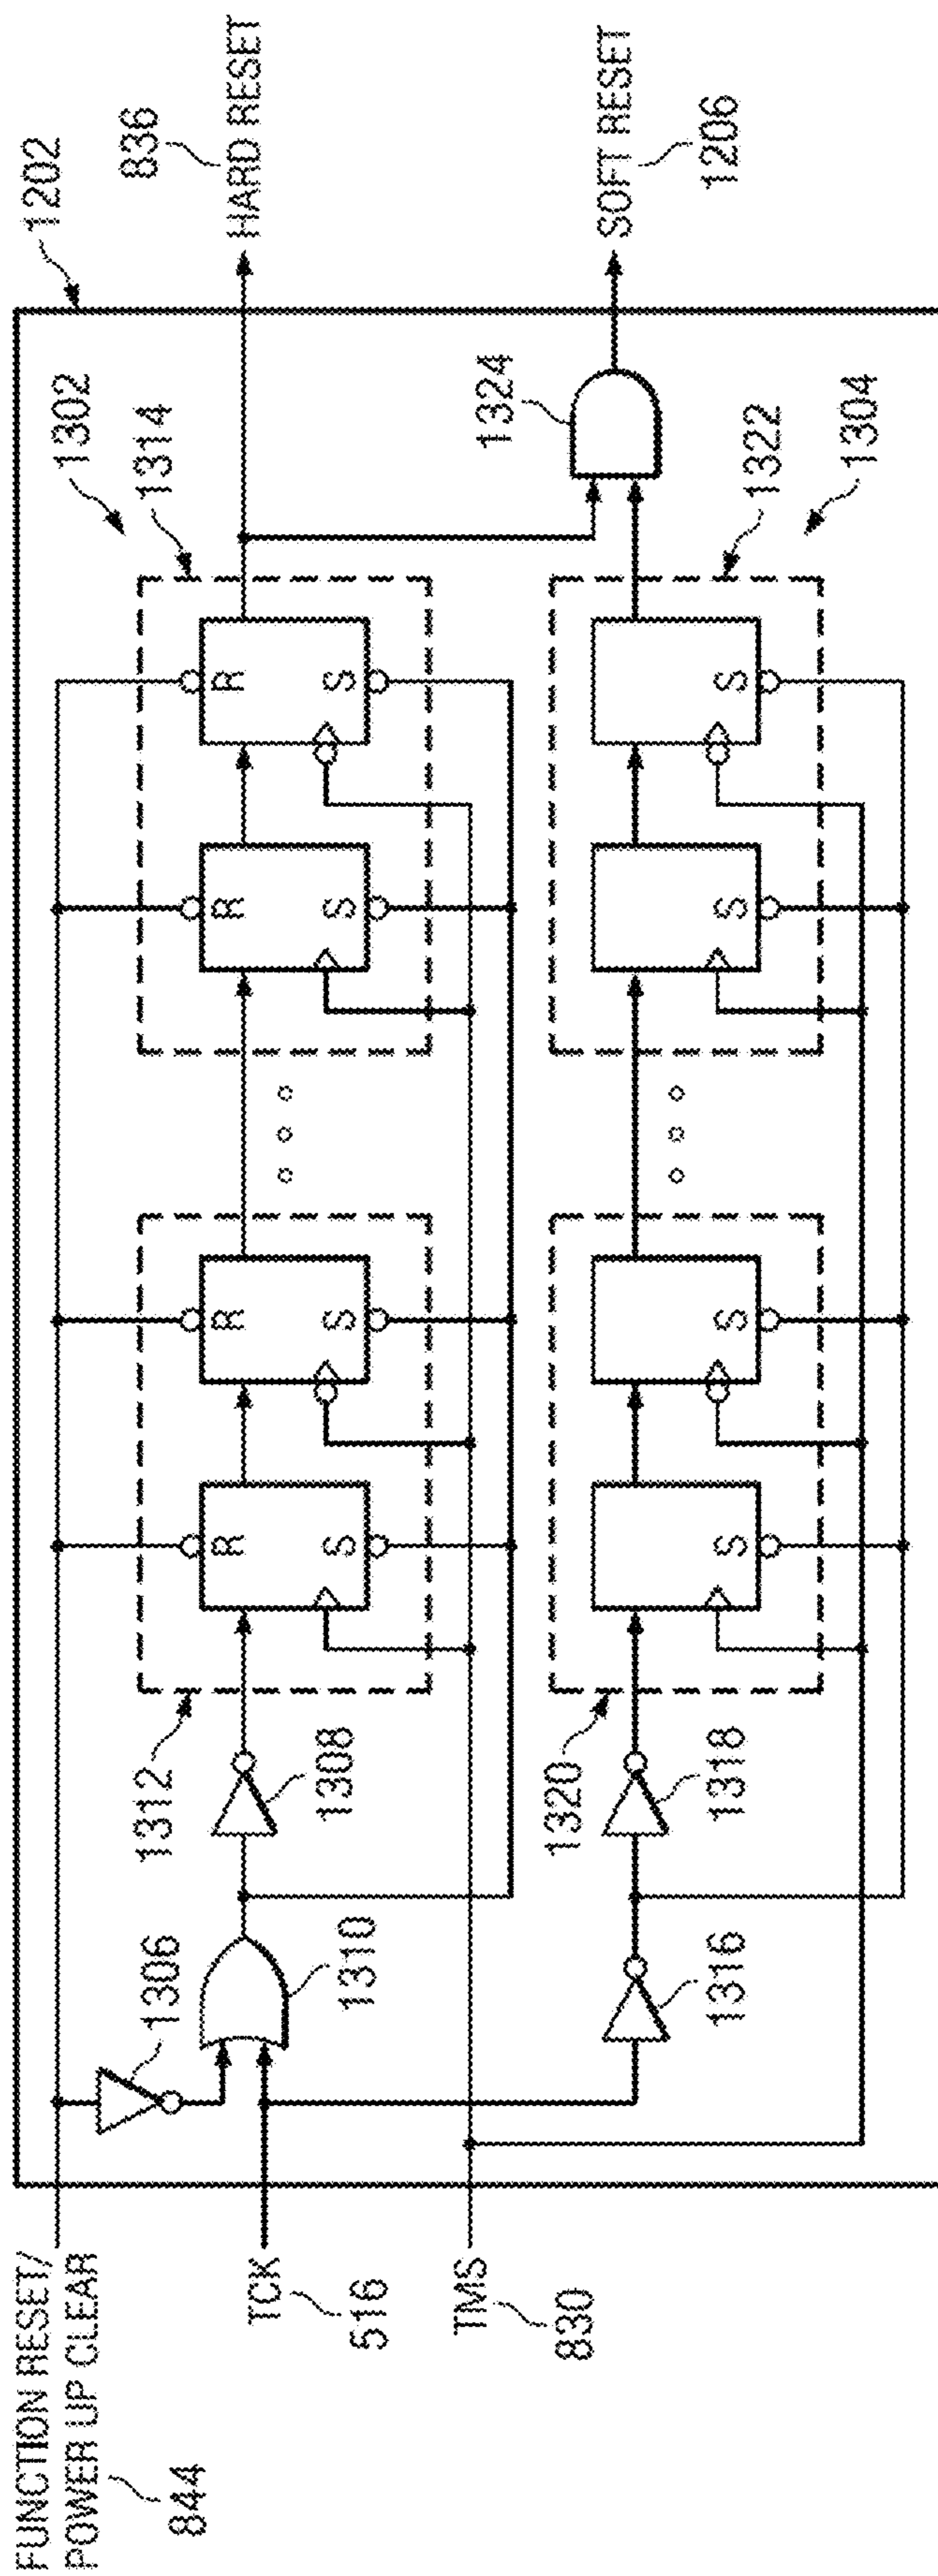 FUNCTION RESET/
POWER UP CLEAR
844
TCK
516
TMS
830
1306
1310
1316
1312
1308
1320
1318
R
S
R
S
R
S
R
S
S
S
S
S
1302
1314
1324
1322
1304
1202
836
HARD RESET
SOFT RESET
1206